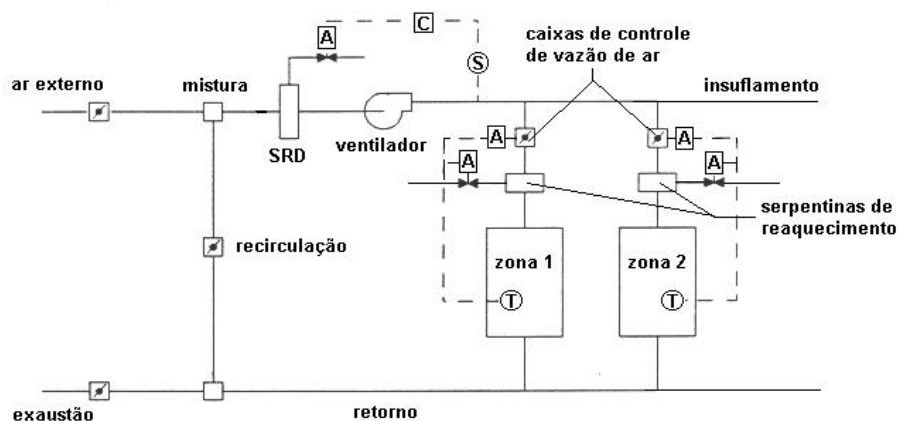 caixas de controle
de vazão de ar
A
C
S
ar externo
mistura
insuflamento
SRD
ventilador
A
A
A
A
serpentinas de
reaquecimento
recirculação
zona 1
zona 2
T
T
exaustão
retorno